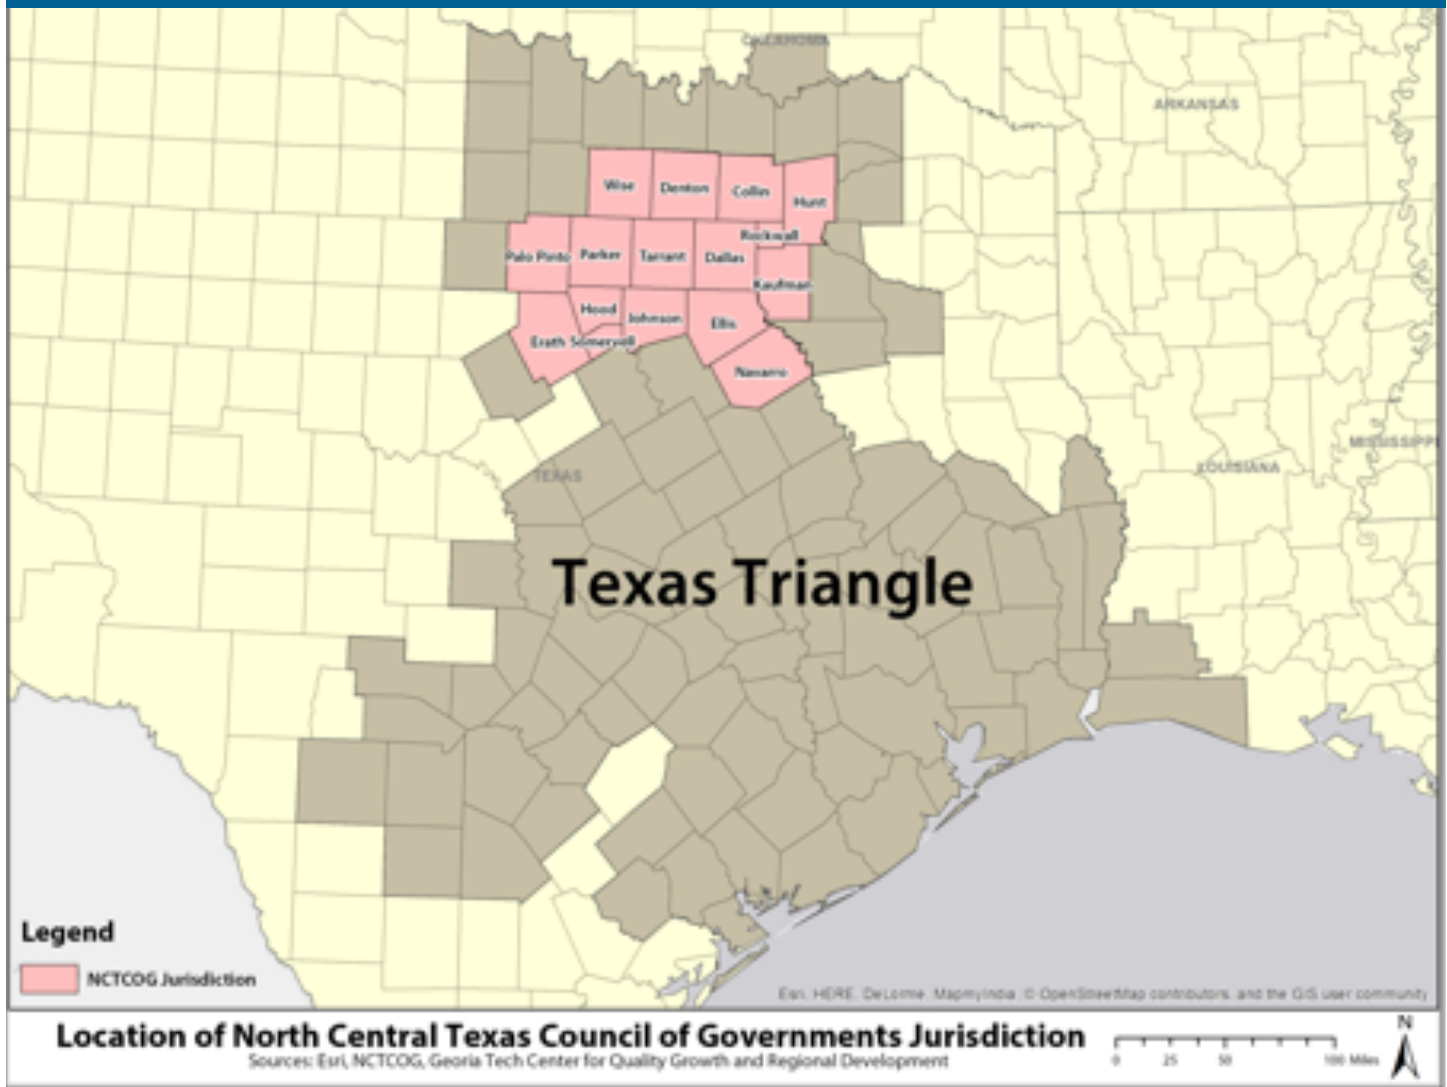 OKLAHOMA
ARKANSAS
Wise Denton Collin Hunt
Rockwall
Palo Pinto Parker Tarrant Dallas
Kaufman
Hood Johnson Ellis
Erath Somervell
Navarro
MISSISSIPPI
LOUISIANA
TEXAS
Texas Triangle
Legend
NCTCOG Jurisdiction
Esri, HERE, DeLorme, MapmyIndia, © OpenStreetMap contributors, and the GIS user community
Location of North Central Texas Council of Governments Jurisdiction
Sources: Esri, NCTCOG, Georia Tech Center for Quality Growth and Regional Development
N
0 25 50 100 Miles